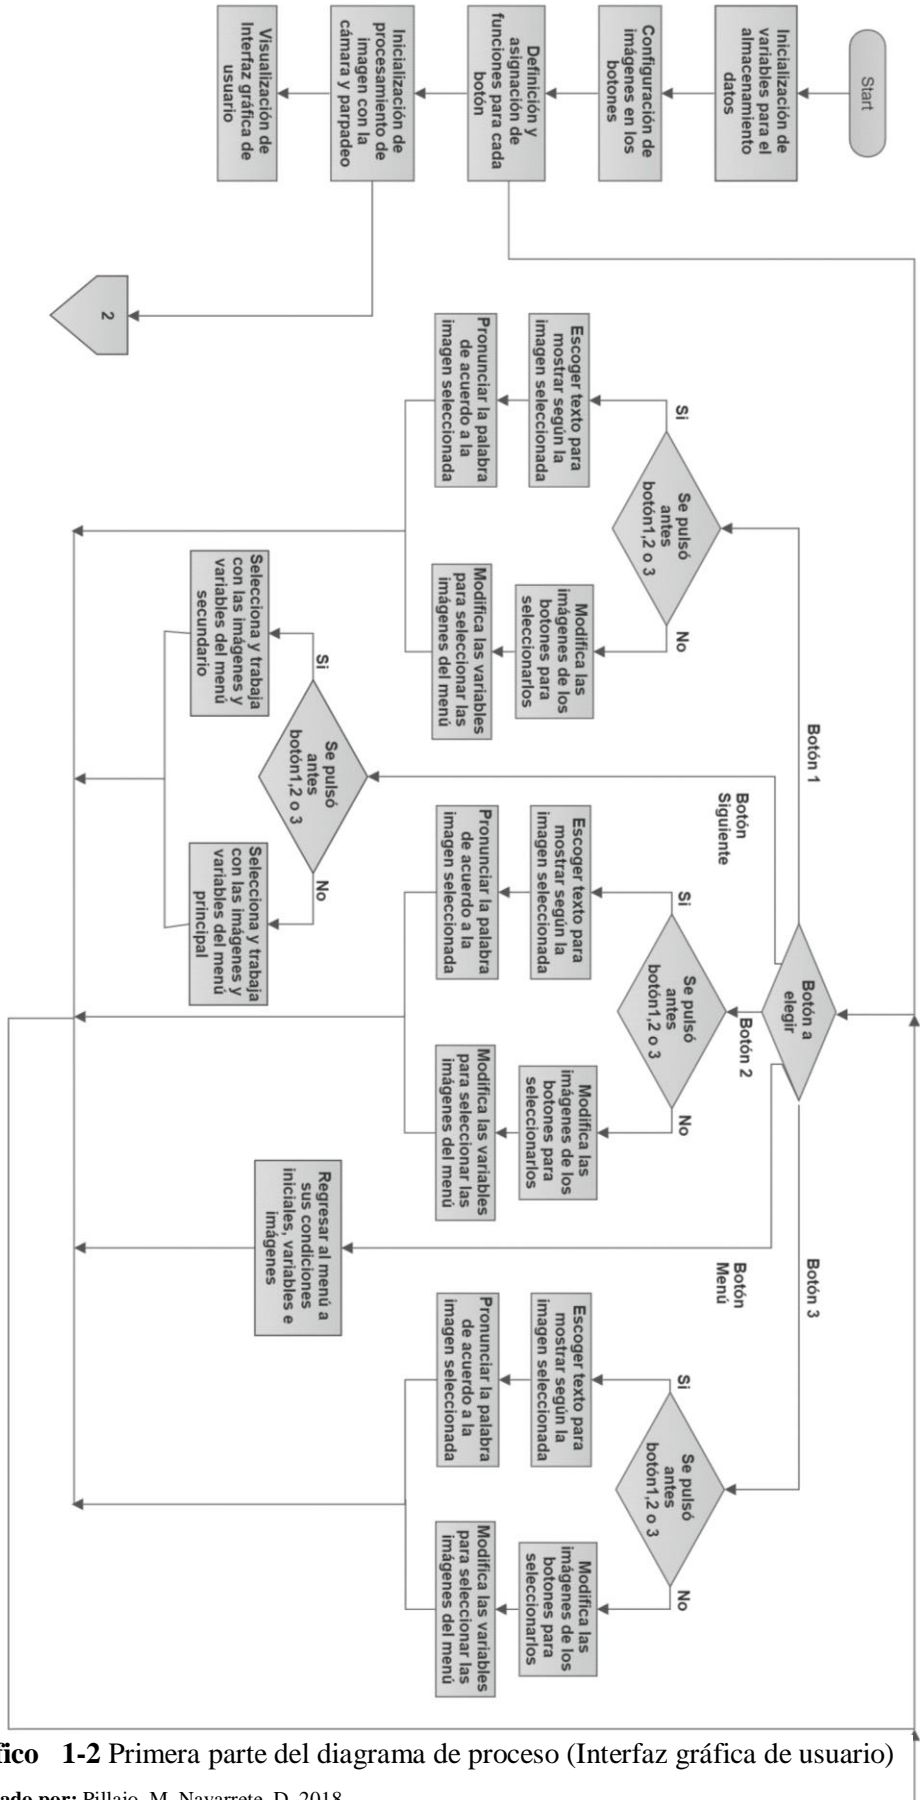 Start
Inicialización de
variables para el
almacenamiento
datos
Configuración de
imágenes en los
botones
Definición y
asignación de
funciones para cada
botón
Inicialización de
procesamiento de
imagen con la
cámara y parpadeo
Visualización de
Interfaz gráfica de
usuario
2
Botón a
elegir
Botón 1
Se pulsó
antes
botón1,2 o 3
Si
Escoger texto para
mostrar según la
imagen seleccionada
Pronunciar la palabra
de acuerdo a la
imagen seleccionada
No
Modifica las
imágenes de los
botones para
seleccionarlos
Modifica las variables
para seleccionar las
imágenes del menú
Botón
Siguiente
Se pulsó
antes
botón1,2 o 3
Si
Selecciona y trabaja
con las imágenes y
variables del menú
secundario
No
Selecciona y trabaja
con las imágenes y
variables del menú
principal
Botón 2
Se pulsó
antes
botón1,2 o 3
Si
Escoger texto para
mostrar según la
imagen seleccionada
Pronunciar la palabra
de acuerdo a la
imagen seleccionada
No
Modifica las
imágenes de los
botones para
seleccionarlos
Modifica las variables
para seleccionar las
imágenes del menú
Botón
Menú
Regresar al menú a
sus condiciones
iniciales, variables e
imágenes
Botón 3
Se pulsó
antes
botón1,2 o 3
Si
Escoger texto para
mostrar según la
imagen seleccionada
Pronunciar la palabra
de acuerdo a la
imagen seleccionada
No
Modifica las
imágenes de los
botones para
seleccionarlos
Modifica las variables
para seleccionar las
imágenes del menú
fico 1-2 Primera parte del diagrama de proceso (Interfaz gráfica de usuario)
ado por: Pillajo, M. Navarrete, D. 2018